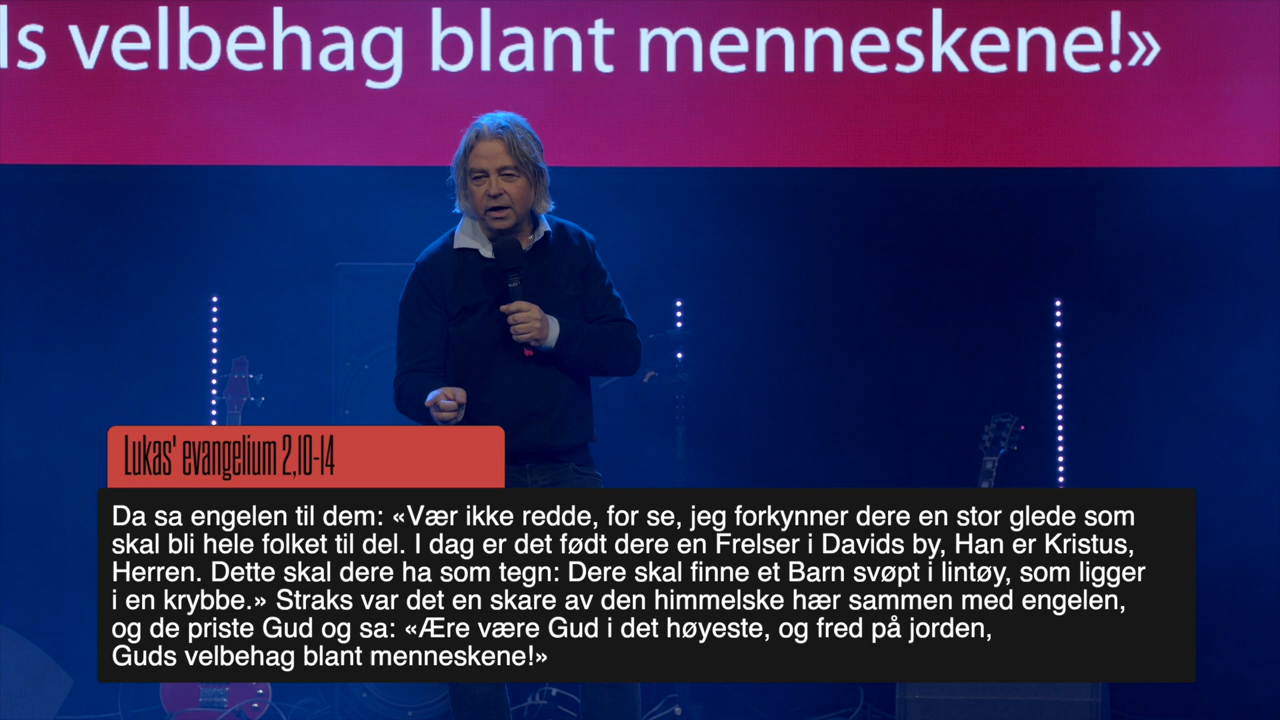 ls velbehag blant menneskene!»
Lukas' evangelium 2,10-14
Da sa engelen til dem: «Vær ikke redde, for se, jeg forkynner dere en stor glede som
skal bli hele folket til del. I dag er det født dere en Frelser i Davids by, Han er Kristus,
Herren. Dette skal dere ha som tegn: Dere skal finne et Barn svøpt i lintøy, som ligger
i en krybbe.» Straks var det en skare av den himmelske hær sammen med engelen,
og de priste Gud og sa: «Ære være Gud i det høyeste, og fred på jorden,
Guds velbehag blant menneskene!»